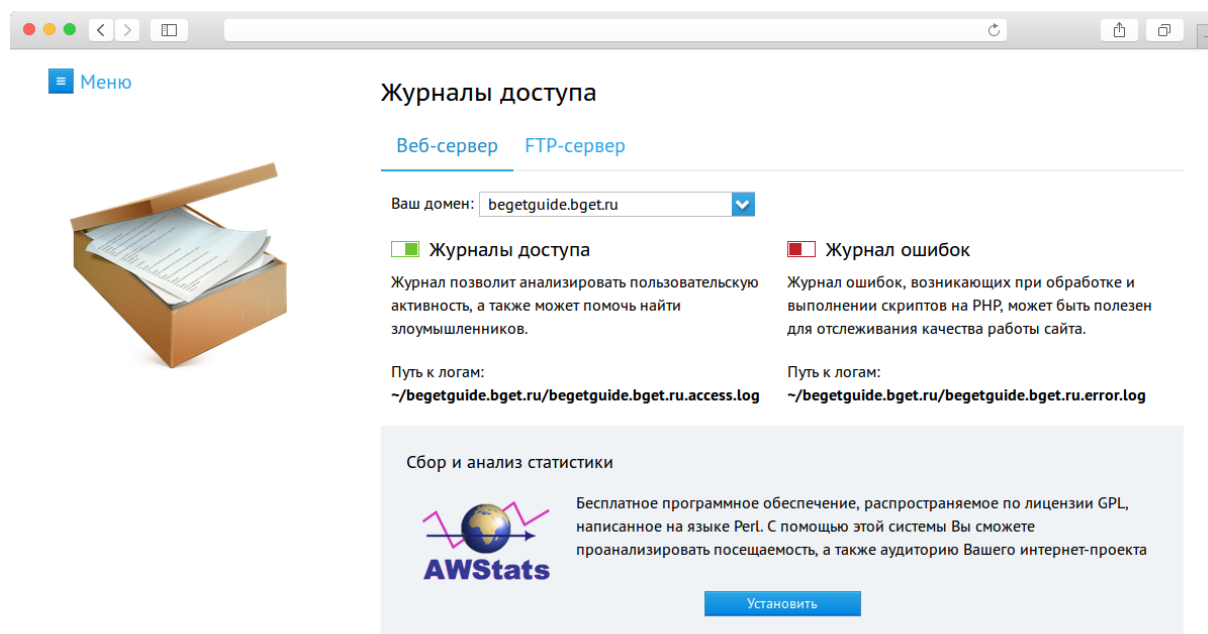 Меню
Журналы доступа
Веб-сервер FTP-сервер
Ваш домен: begetguide.bget.ru
Журналы доступа
Журнал позволит анализировать пользовательскую
активность, а также может помочь найти
злоумышленников.
Путь к логам:
~/begetguide.bget.ru/begetguide.bget.ru.access.log
Журнал ошибок
Журнал ошибок, возникающих при обработке и
выполнении скриптов на PHP, может быть полезен
для отслеживания качества работы сайта.
Путь к логам:
~/begetguide.bget.ru/begetguide.bget.ru.error.log
Сбор и анализ статистики
AWStats
Бесплатное программное обеспечение, распространяемое по лицензии GPL,
написанное на языке Perl. С помощью этой системы Вы сможете
проанализировать посещаемость, а также аудиторию Вашего интернет-проекта
Установить